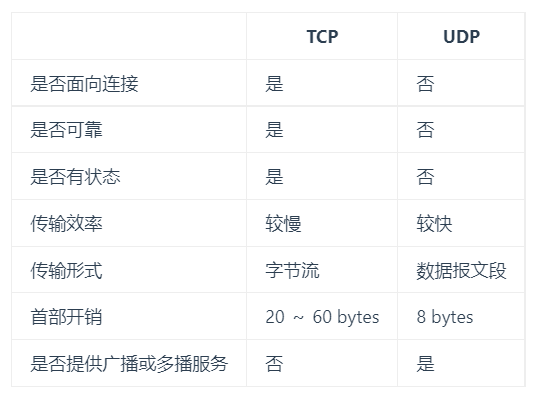 TCP UDP
是否面向连接 是 否
是否可靠 是 否
是否有状态 是 否
传输效率 较慢 较快
传输形式 字节流 数据报文段
首部开销 20 ~ 60 bytes 8 bytes
是否提供广播或多播服务 否 是